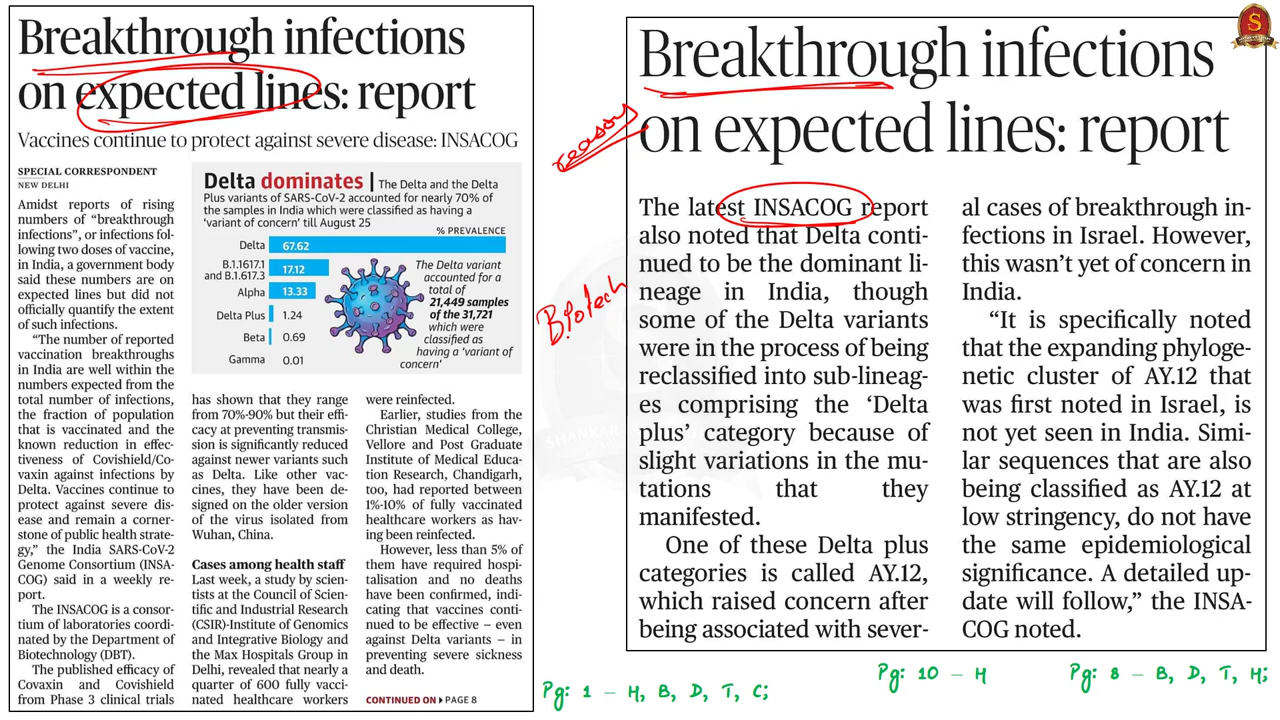 Breakthrough infections
on expected lines: report
Vaccines continue to protect against severe disease: INSACOG
SPECIAL CORRESPONDENT
NEW DELHI
Amidst reports of rising
numbers of “breakthrough
infections”, or infections fol-
lowing two doses of vaccine,
in India, a government body
said these numbers are on
expected lines but did not
officially quantify the extent
of such infections.
“The number of reported
vaccination breakthroughs
in India are well within the
numbers expected from the
total number of infections,
the fraction of population
that is vaccinated and the
known reduction in effec-
tiveness of Covishield/Co-
vaxin against infections by
Delta. Vaccines continue to
protect against severe dis-
ease and remain a corner-
stone of public health strate-
gy,” the India SARS-CoV-2
Genome Consortium (INSA-
COG) said in a weekly re-
port.
The INSACOG is a consor-
tium of laboratories coordi-
nated by the Department of
Biotechnology (DBT).
The published efficacy of
Covaxin and Covishield
from Phase 3 clinical trials
Delta dominates | The Delta and the Delta
Plus variants of SARS-CoV-2 accounted for nearly 70% of
the samples in India which were classified as having a
‘variant of concern’ till August 25
% PREVALENCE
Delta 67.62
B.1.1617.1
and B.1.617.3 17.12
Alpha 13.33
Delta Plus 1.24
Beta 0.69
Gamma 0.01
The Delta variant
accounted for a
total of
21,449 samples
of the 31,721
which were
classified as
having a ‘variant of
concern’
has shown that they range
from 70%-90% but their effi-
cacy at preventing transmis-
sion is significantly reduced
against newer variants such
as Delta. Like other vac-
cines, they have been de-
signed on the older version
of the virus isolated from
Wuhan, China.
Cases among health staff
Last week, a study by scien-
tists at the Council of Scien-
tific and Industrial Research
(CSIR)-Institute of Genomics
and Integrative Biology and
the Max Hospitals Group in
Delhi, revealed that nearly a
quarter of 600 fully vacci-
nated healthcare workers
were reinfected.
Earlier, studies from the
Christian Medical College,
Vellore and Post Graduate
Institute of Medical Educa-
tion Research, Chandigarh,
too, had reported between
1%-10% of fully vaccinated
healthcare workers as hav-
ing been reinfected.
However, less than 5% of
them have required hospi-
talisation and no deaths
have been confirmed, indi-
cating that vaccines conti-
nued to be effective – even
against Delta variants – in
preventing severe sickness
and death.
CONTINUED ON ▸ PAGE 8
reasons
Biotech
Breakthrough infections
on expected lines: report
The latest INSACOG report
also noted that Delta conti-
nued to be the dominant li-
neage in India, though
some of the Delta variants
were in the process of being
reclassified into sub-lineag-
es comprising the ‘Delta
plus’ category because of
slight variations in the mu-
tations that they
manifested.
One of these Delta plus
categories is called AY.12,
which raised concern after
being associated with sever-
al cases of breakthrough in-
fections in Israel. However,
this wasn’t yet of concern in
India.
“It is specifically noted
that the expanding phyloge-
netic cluster of AY.12 that
was first noted in Israel, is
not yet seen in India. Simi-
lar sequences that are also
being classified as AY.12 at
low stringency, do not have
the same epidemiological
significance. A detailed up-
date will follow,” the INSA-
COG noted.
Pg: 1 – H, B, D, T, C;
Pg: 10 – H
Pg: 8 – B, D, T, H;